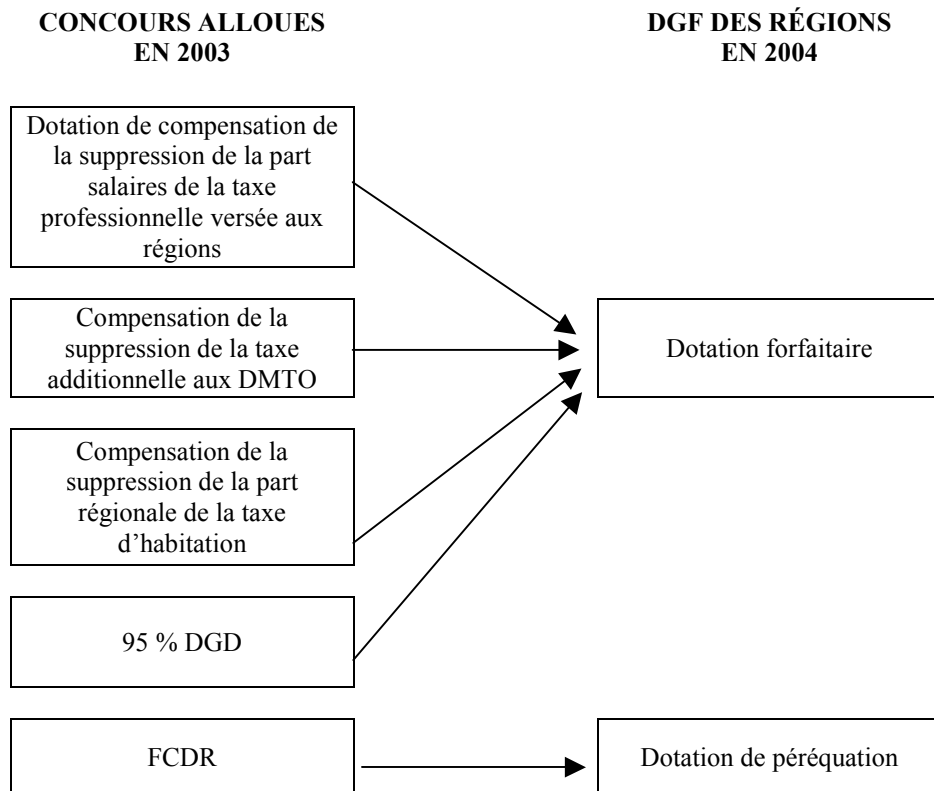 CONCOURS ALLOUES
EN 2003
DGF DES RÉGIONS
EN 2004
Dotation de compensation de
la suppression de la part
salaires de la taxe
professionnelle versée aux
régions
Compensation de la
suppression de la taxe
additionnelle aux DMTO
Dotation forfaitaire
Compensation de la
suppression de la part
régionale de la taxe
d’habitation
95 % DGD
FCDR
Dotation de péréquation